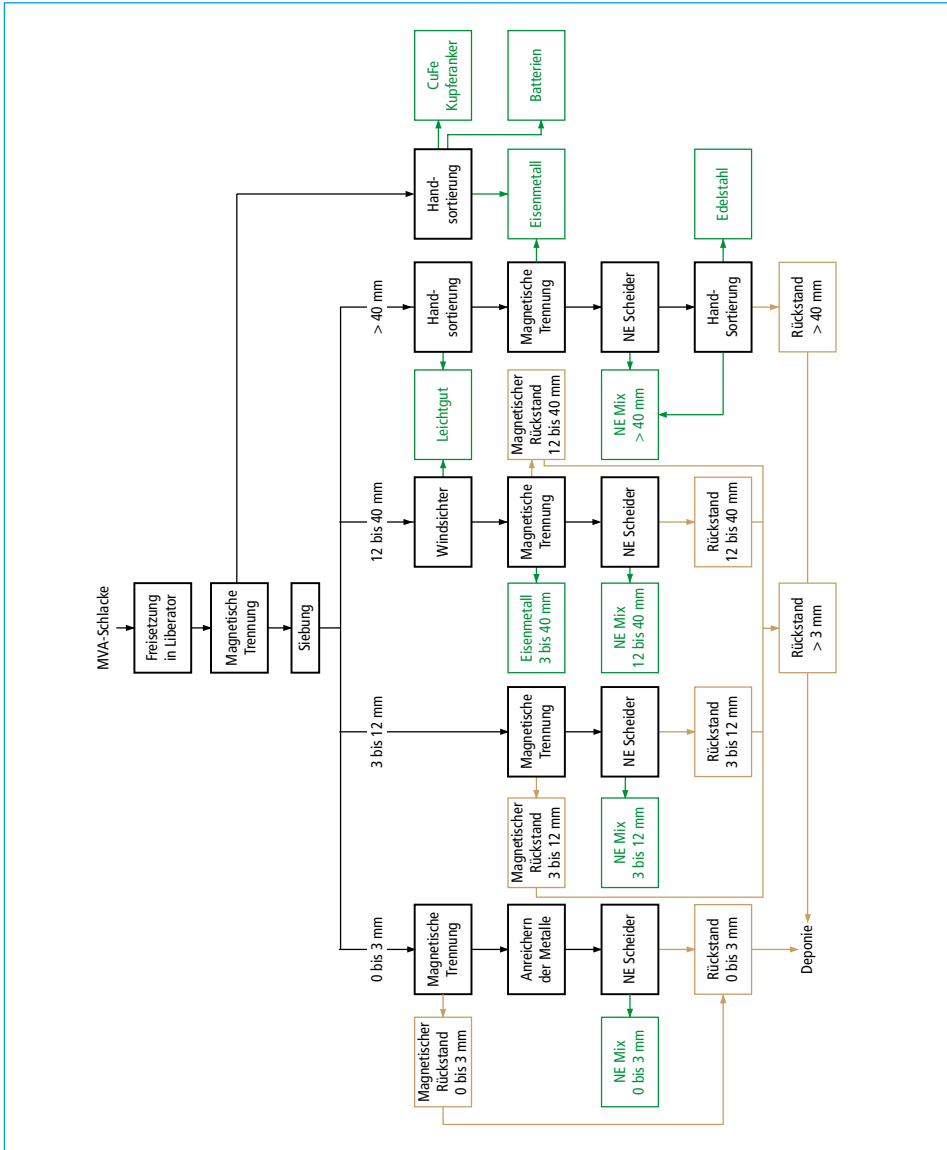 MVA-Schlacke
Freisetzung
in Liberator
Magnetische
Trennung
Siebung
0 bis 3 mm
3 bis 12 mm
12 bis 40 mm
> 40 mm
Magnetischer
Rückstand
0 bis 3 mm
Magnetische
Trennung
Anreichern
der Metalle
NE Scheider
NE Mix
0 bis 3 mm
Rückstand
0 bis 3 mm
Magnetische
Trennung
Magnetischer
Rückstand
3 bis 12 mm
NE Scheider
NE Mix
3 bis 12 mm
Rückstand
3 bis 12 mm
Windsichter
Leichtgut
Magnetische
Trennung
Eisenmetall
3 bis 40 mm
Magnetischer
Rückstand
12 bis 40 mm
NE Scheider
NE Mix
12 bis 40 mm
Rückstand
12 bis 40 mm
Hand-
sortierung
Magnetische
Trennung
NE Scheider
NE Mix
> 40 mm
Hand-
Sortierung
Edelstahl
Rückstand
> 40 mm
Hand-
sortierung
CuFe
Kupferanker
Batterien
Eisenmetall
Rückstand
> 3 mm
Deponie